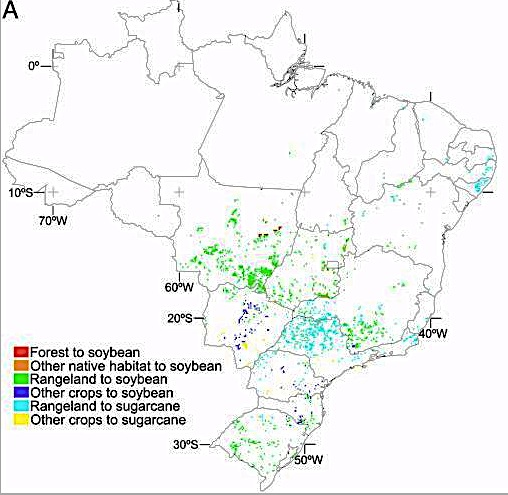 A
0°
10°S
70°W
60°W
20°S
40°W
Forest to soybean
Other native habitat to soybean
Rangeland to soybean
Other crops to soybean
Rangeland to sugarcane
Other crops to sugarcane
30°S
50°W